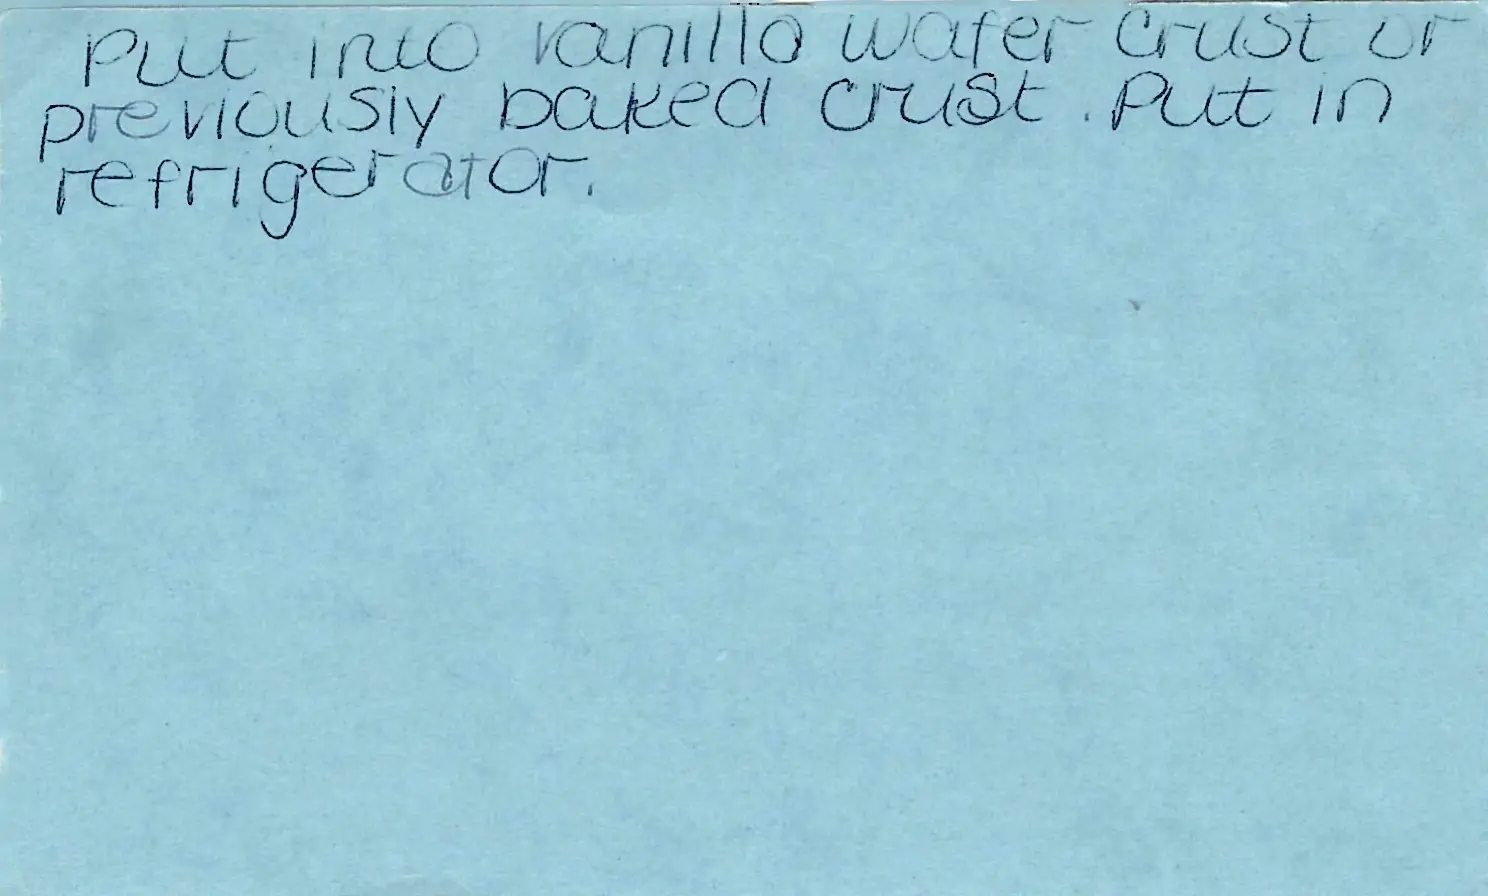 Put into vanilla wafer crust or
previously baked crust. Put in
refrigerator.